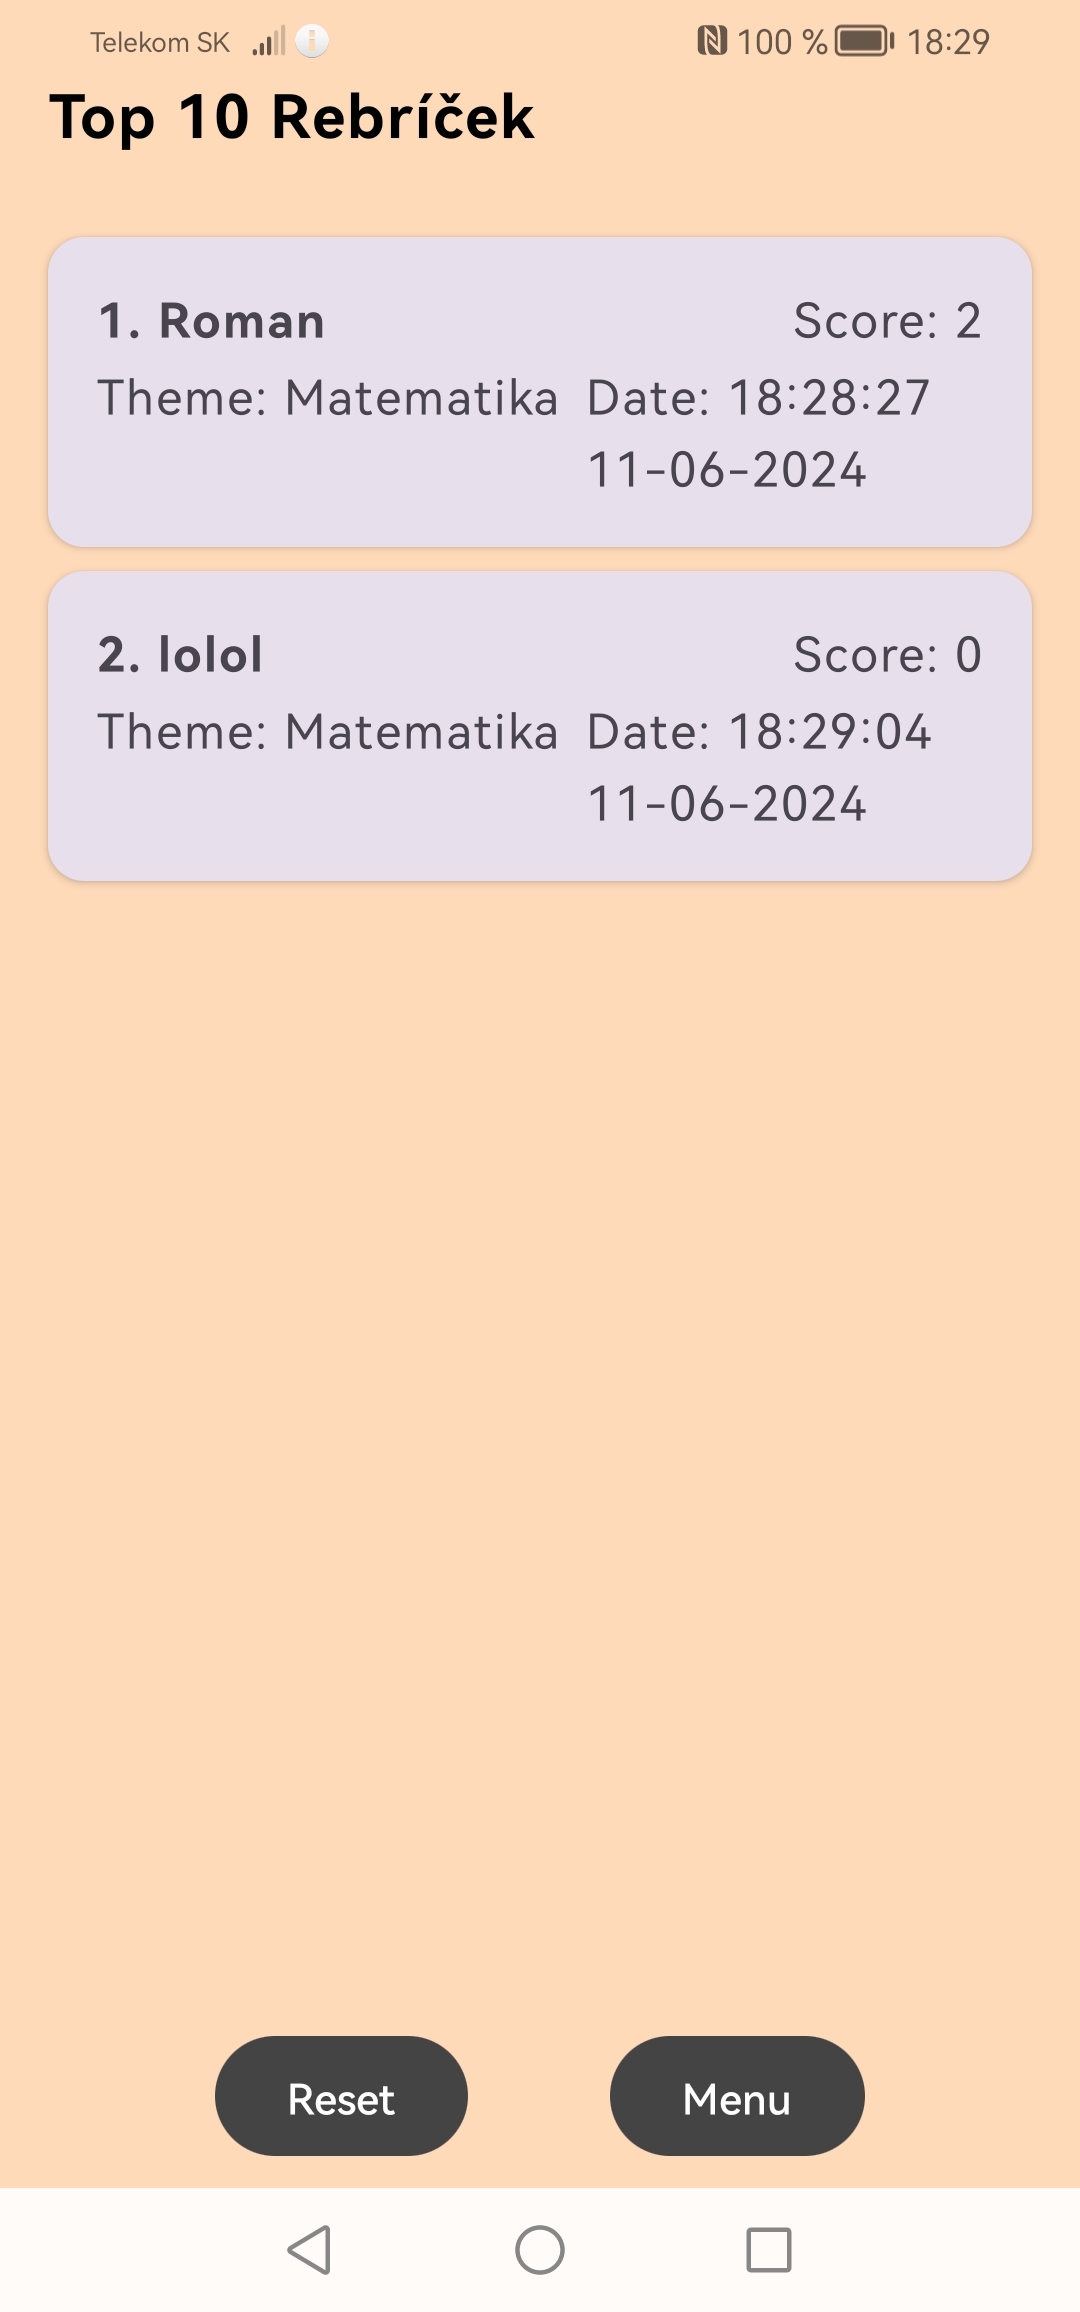 Telekom SK 100 % 18:29
Top 10 Rebríček
1. Roman Score: 2
Theme: Matematika Date: 18:28:27
11-06-2024
2. lolol Score: 0
Theme: Matematika Date: 18:29:04
11-06-2024
Reset Menu